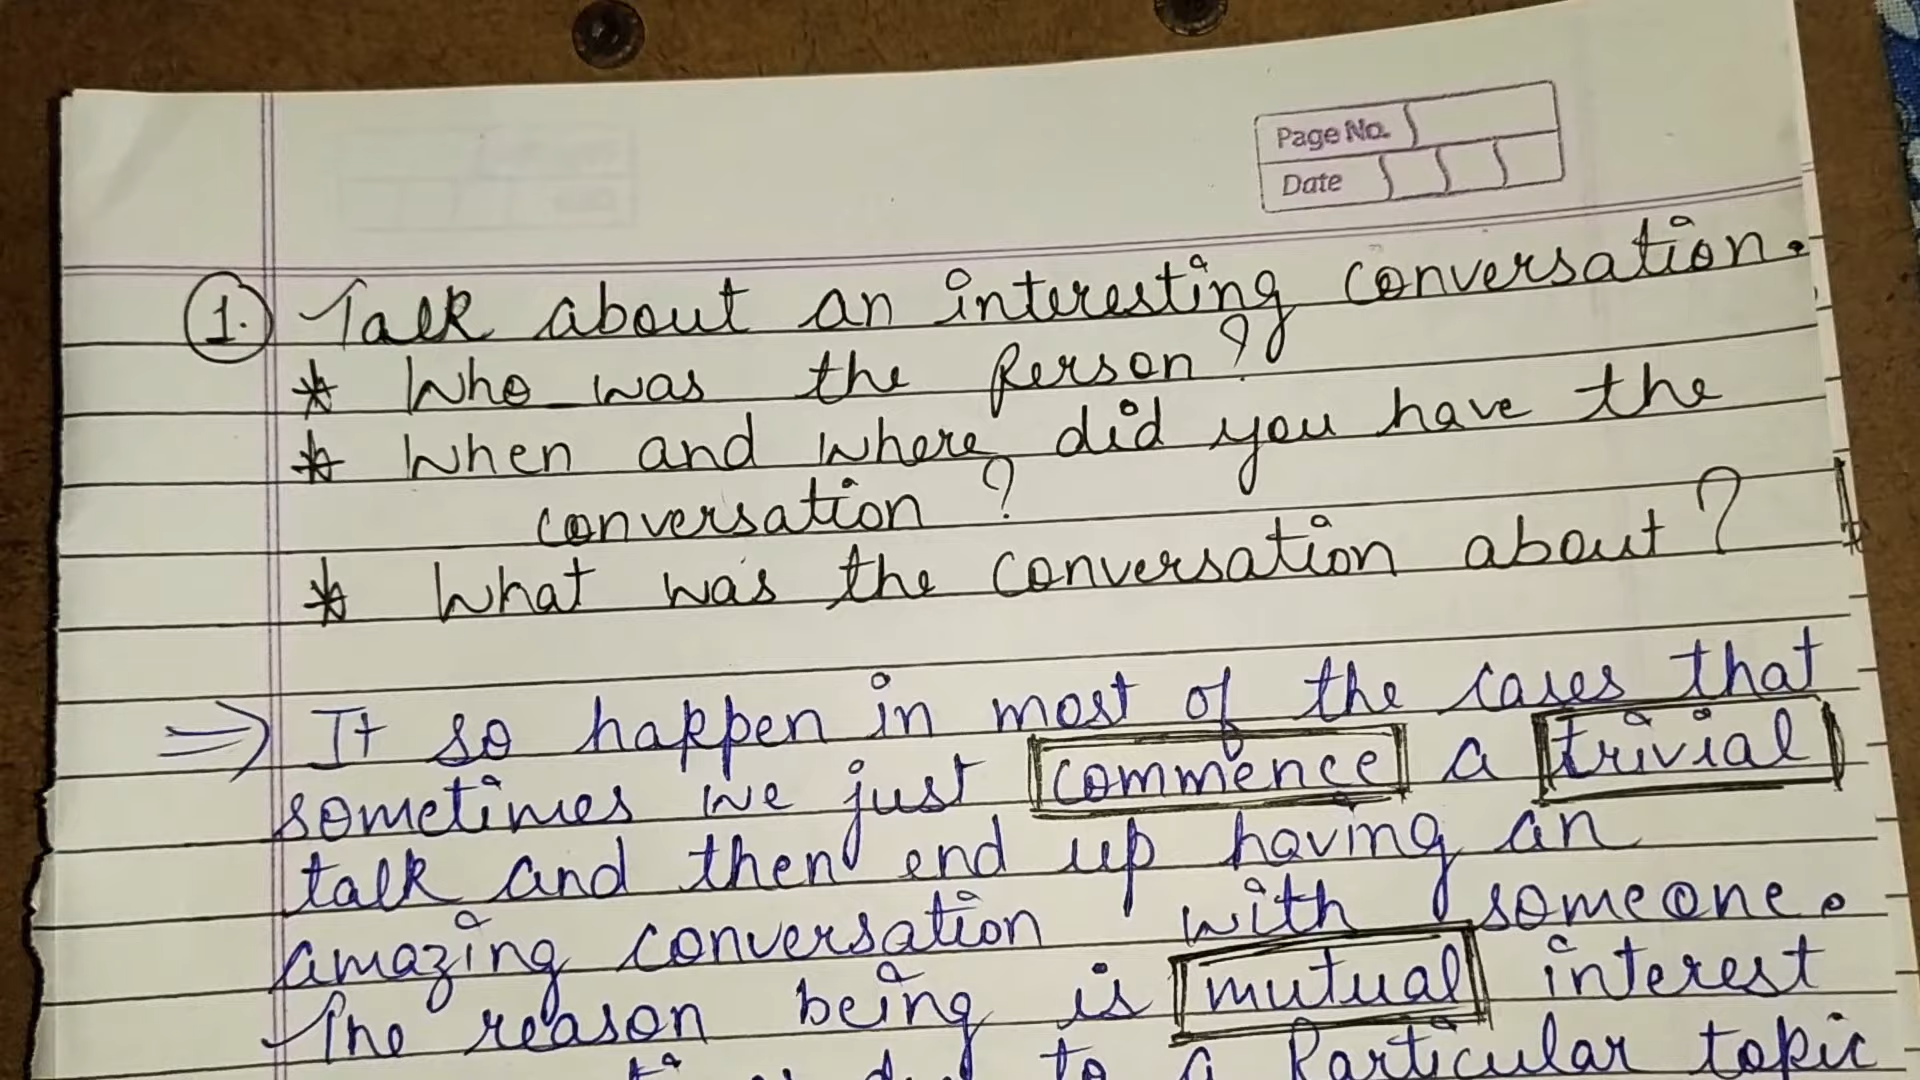 Page No.
Date
1. Talk about an interesting conversation.
* Who was the Person?
* When and where did you have the
conversation?
* What was the conversation about?
⇒ It so happen in most of the cases that
sometimes we just commence a trivial
talk and then end up having an
amazing conversation with someone.
The reason being is mutual interest
to a Particular topic